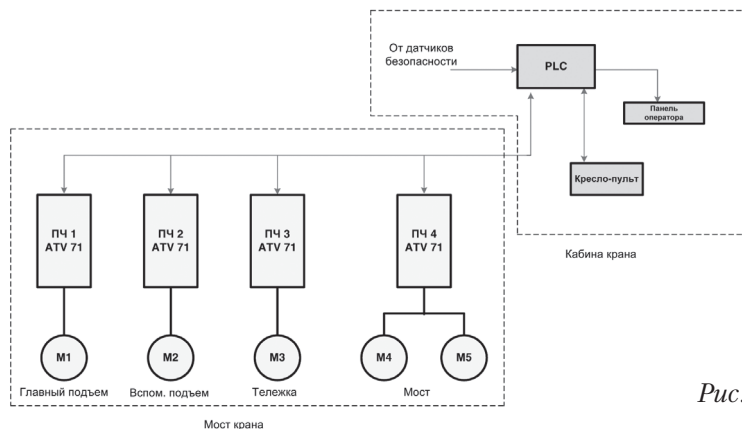 От датчиков
безопасности
PLC
Панель
оператора
Кресло-пульт
Кабина крана
ПЧ 1
ATV 71
ПЧ 2
ATV 71
ПЧ 3
ATV 71
ПЧ 4
ATV 71
M1
M2
M3
M4
M5
Главный подъем
Вспом. подъем
Тележка
Мост
Мост крана
Рис.